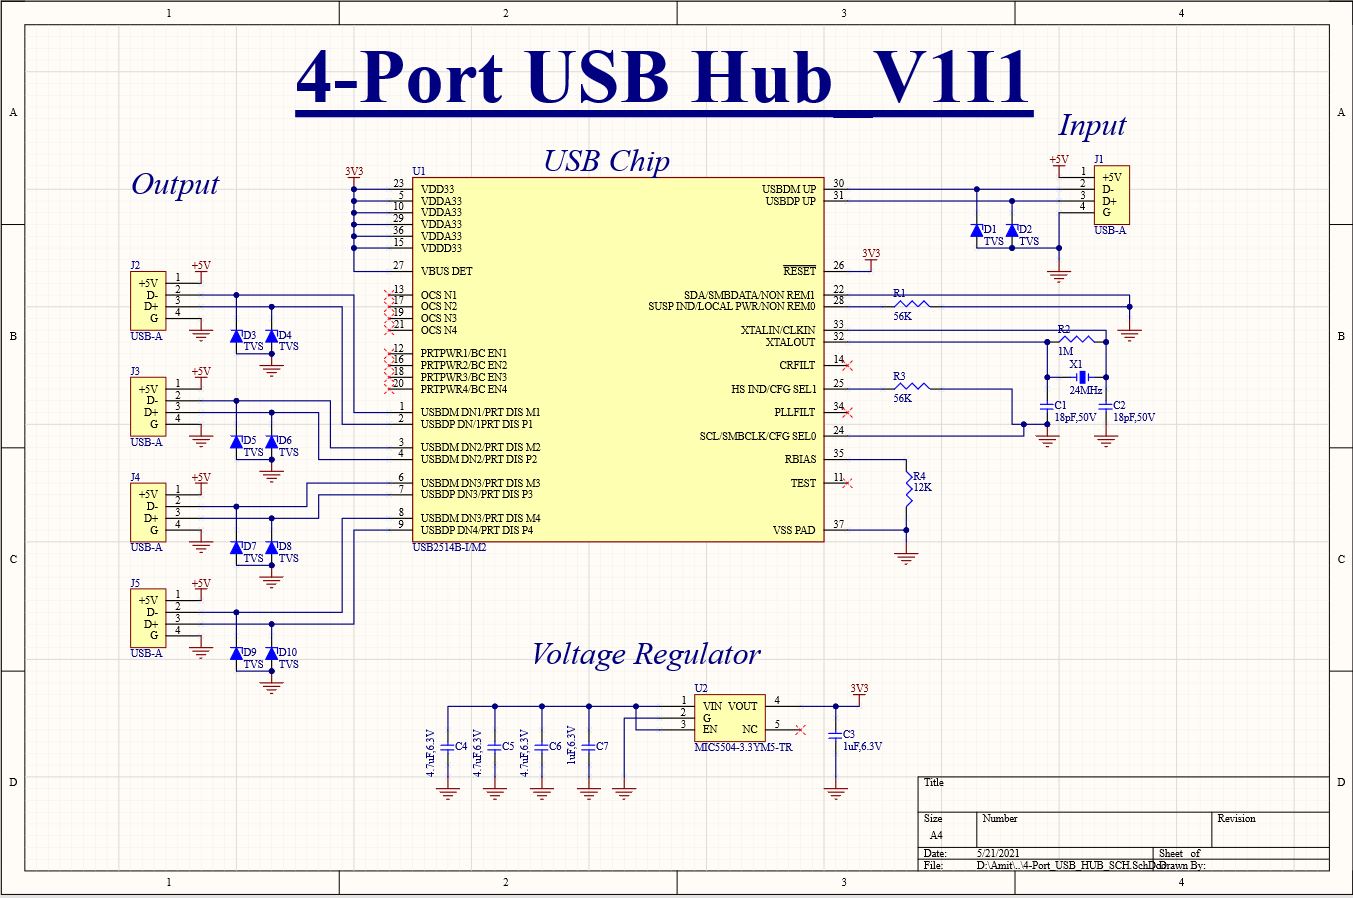 1 2 3 4
4-Port USB Hub_V1I1
A A
Input
USB Chip
Output
3V3 U1
+5V J1
23 VDD33
5 VDDA33
10 VDDA33
29 VDDA33
36 VDDA33
15 VDDD33
27 VBUS DET
13 OCS N1
17 OCS N2
19 OCS N3
21 OCS N4
12 PRTPWR1/BC EN1
16 PRTPWR2/BC EN2
18 PRTPWR3/BC EN3
20 PRTPWR4/BC EN4
1 USBDM DN1/PRT DIS M1
2 USBDP DN/1PRT DIS P1
3 USBDM DN2/PRT DIS M2
4 USBDM DN2/PRT DIS P2
6 USBDM DN3/PRT DIS M3
7 USBDP DN3/PRT DIS P3
8 USBDM DN3/PRT DIS M4
9 USBDP DN4/PRT DIS P4
USB2514B-I/M2
USBDM UP 30
USBDP UP 31
RESET 26 3V3
SDA/SMBDATA/NON REM1 22
SUSP IND/LOCAL PWR/NON REM0 28
XTALIN/CLKIN 33
XTALOUT 32
CRFILT 14
HS IND/CFG SEL1 25
PLLFILT 34
SCL/SMBCLK/CFG SEL0 24
RBIAS 35
TEST 11
VSS PAD 37
1 +5V
2 D-
3 D+
4 G
USB-A
D1
TVS
D2
TVS
R1
56K
R2
1M
X1
24MHz
R3
56K
C1
18pF,50V
C2
18pF,50V
R4
12K
B B
J2 +5V
+5V 1
D- 2
D+ 3
G 4
USB-A
D3
TVS
D4
TVS
J3 +5V
+5V 1
D- 2
D+ 3
G 4
USB-A
D5
TVS
D6
TVS
J4 +5V
+5V 1
D- 2
D+ 3
G 4
USB-A
D7
TVS
D8
TVS
C C
J5 +5V
+5V 1
D- 2
D+ 3
G 4
USB-A
D9
TVS
D10
TVS
Voltage Regulator
U2
1 VIN VOUT 4
2 G
3 EN NC 5
MIC5504-3.3YM5-TR
3V3
4.7uF,6.3V C4
4.7uF,6.3V C5
4.7uF,6.3V C6
1uF,6.3V C7
C3
1uF,6.3V
D D
Title
Size Number Revision
A4
Date: 5/21/2021 Sheet of
File: D:\Amit\..\4-Port_USB_HUB_SCH.SchDoc Drawn By:
1 2 3 4